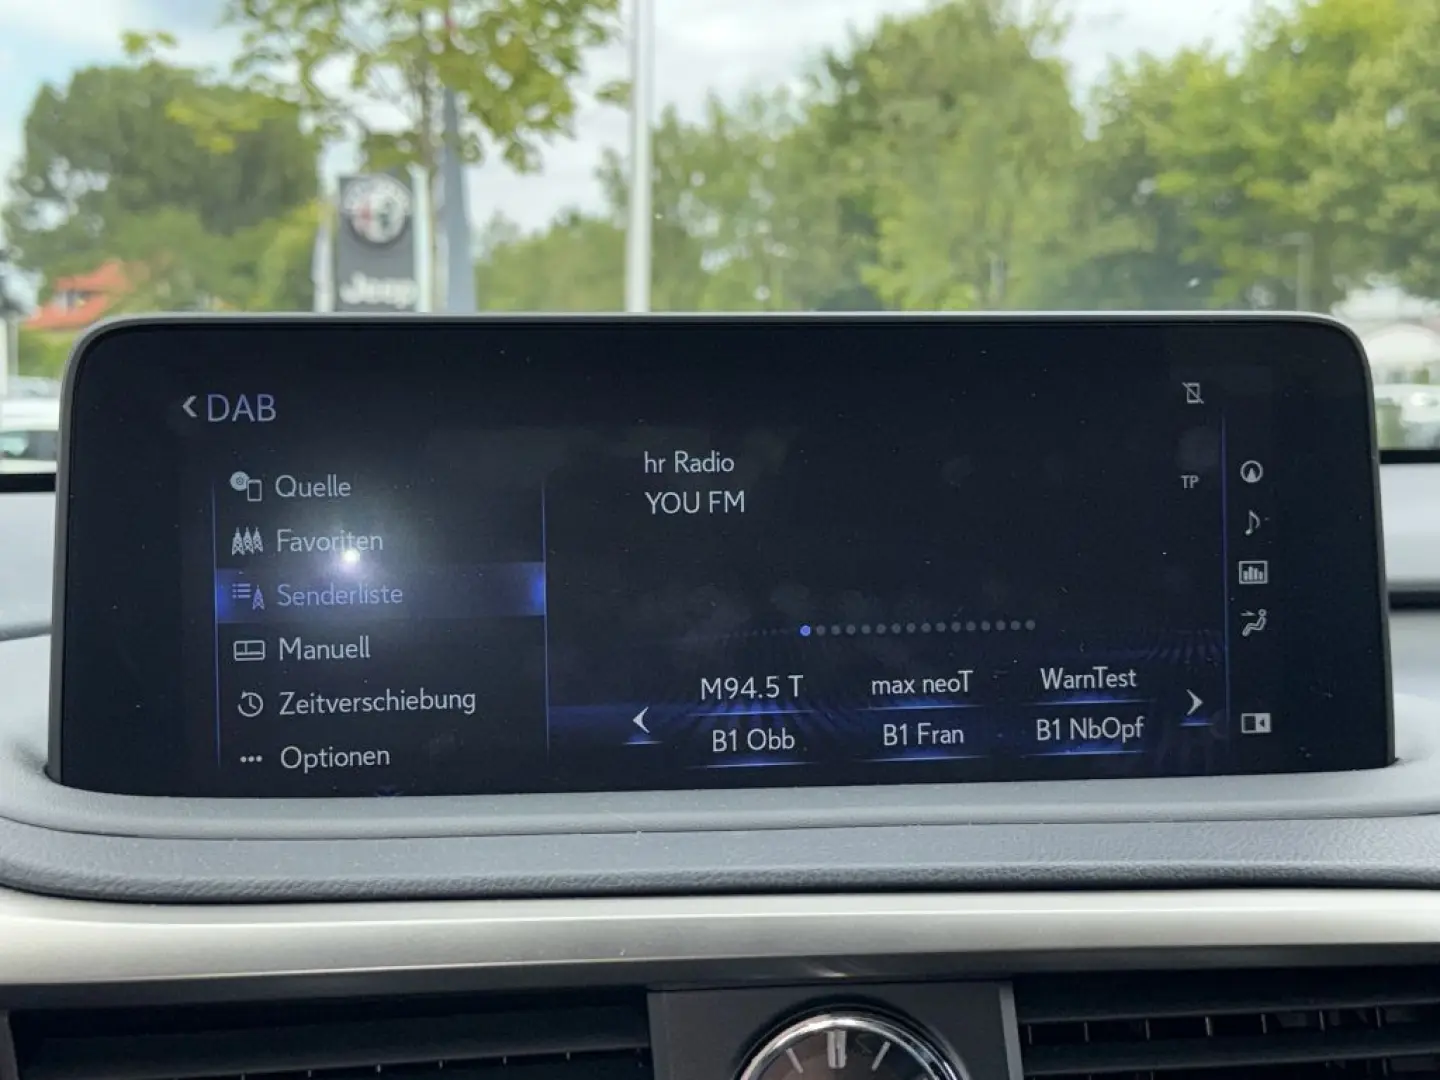 Jeep
DAB
Quelle
Favoriten
Senderliste
Manuell
Zeitverschiebung
Optionen
hr Radio
YOU FM
TP
M94.5 T
max neoT
WarnTest
B1 Obb
B1 Fran
B1 NbOpf